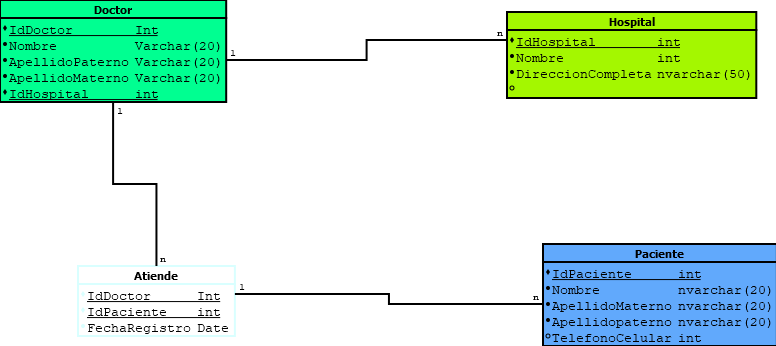 Doctor
IdDoctor Int
Nombre Varchar(20)
ApellidoPaterno Varchar(20)
ApellidoMaterno Varchar(20)
IdHospital int
1
n
Hospital
IdHospital int
Nombre int
DireccionCompleta nvarchar(50)
1
n
Atiende
IdDoctor Int
IdPaciente int
FechaRegistro Date
1
n
Paciente
IdPaciente int
Nombre nvarchar(20)
ApellidoMaterno nvarchar(20)
Apellidopaterno nvarchar(20)
TelefonoCelular int